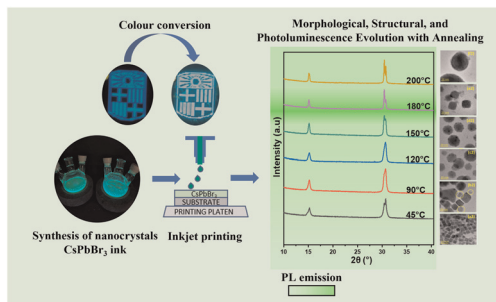 Colour conversion
Morphological, Structural, and
Photoluminescence Evolution with Annealing
200°C
180°C
150°C
120°C
90°C
45°C
Intensity (a.u)
10 15 20 25 30 35 40
2θ (°)
CsPbBr₃
SUBSTRATE
PRINTING PLATEN
Synthesis of nanocrystals
CsPbBr₃ ink
Inkjet printing
PL emission